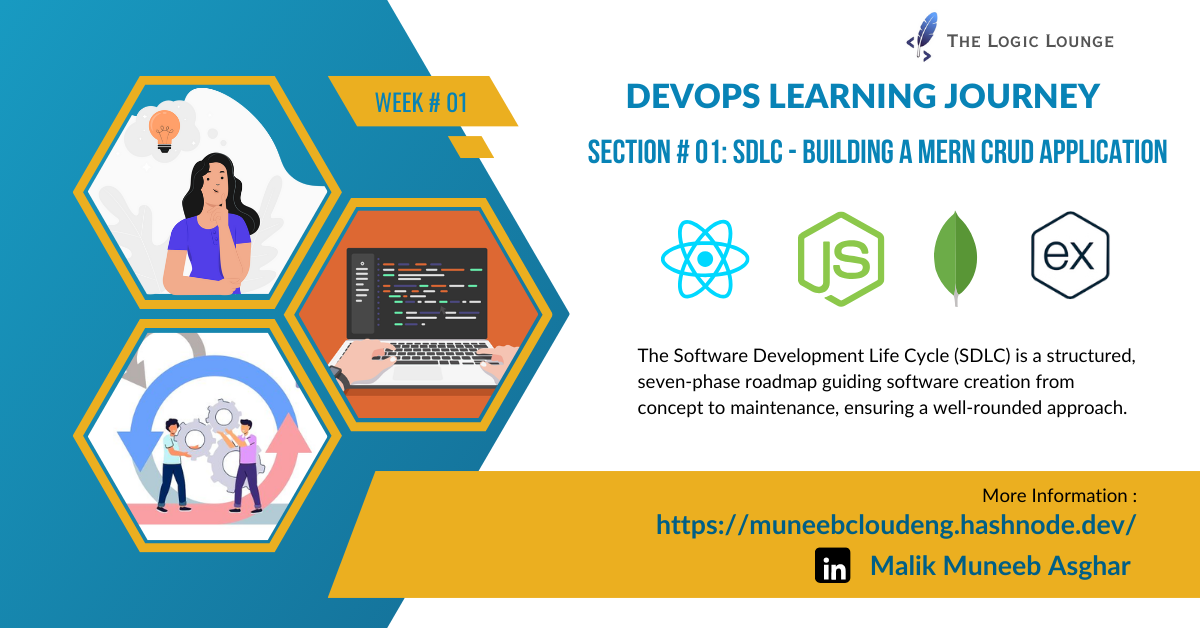 THE LOGIC LOUNGE
DEVOPS LEARNING JOURNEY
WEEK # 01
SECTION # 01: SDLC - BUILDING A MERN CRUD APPLICATION
JS
ex
The Software Development Life Cycle (SDLC) is a structured,
seven-phase roadmap guiding software creation from
concept to maintenance, ensuring a well-rounded approach.
More Information :
https://muneebcloudeng.hashnode.dev/
in
Malik Muneeb Asghar